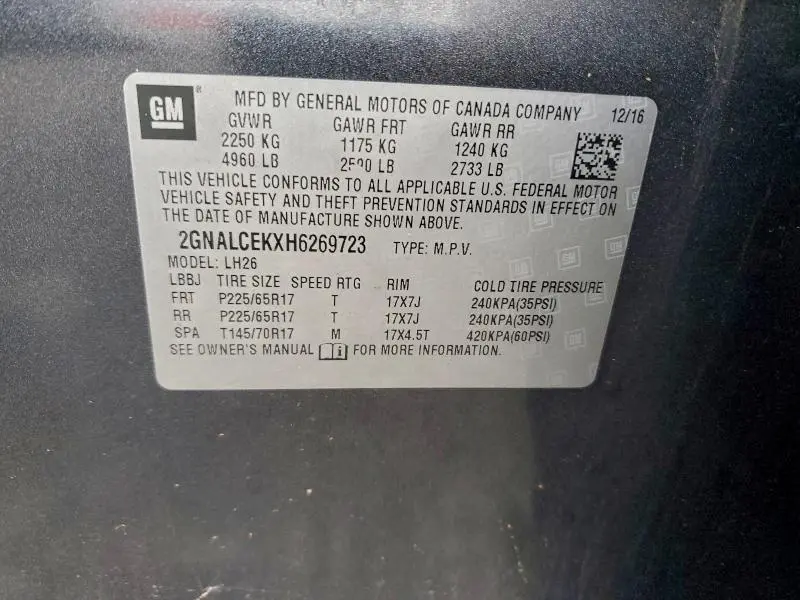 GM ® MFD BY GENERAL MOTORS OF CANADA COMPANY 12/16
GVWR GAWR FRT GAWR RR
2250 KG 1175 KG 1240 KG
4960 LB LB 2733 LB
THIS VEHICLE CONFORMS TO ALL APPLICABLE U.S. FEDERAL MOTOR
VEHICLE SAFETY AND THEFT PREVENTION STANDARDS IN EFFECT ON
THE DATE OF MANUFACTURE SHOWN ABOVE.
2GNALCEKXH6269723 TYPE: M.P.V.
MODEL: LH26
LBBJ TIRE SIZE SPEED RTG RIM COLD TIRE PRESSURE
FRT P225/65R17 T 17X7J 240KPA(35PSI)
RR P225/65R17 T 17X7J 240KPA(35PSI)
SPA T145/70R17 M 17X4.5T 420KPA(60PSI)
SEE OWNER'S MANUAL i FOR MORE INFORMATION.